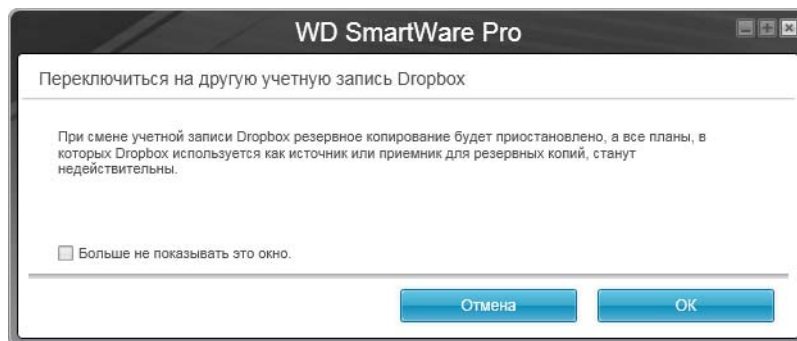 WD SmartWare Pro
Переключиться на другую учетную запись Dropbox
При смене учетной записи Dropbox резервное копирование будет приостановлено, а все планы, в
которых Dropbox используется как источник или приемник для резервных копий, станут
недействительны.
Больше не показывать это окно.
Отмена
ОК